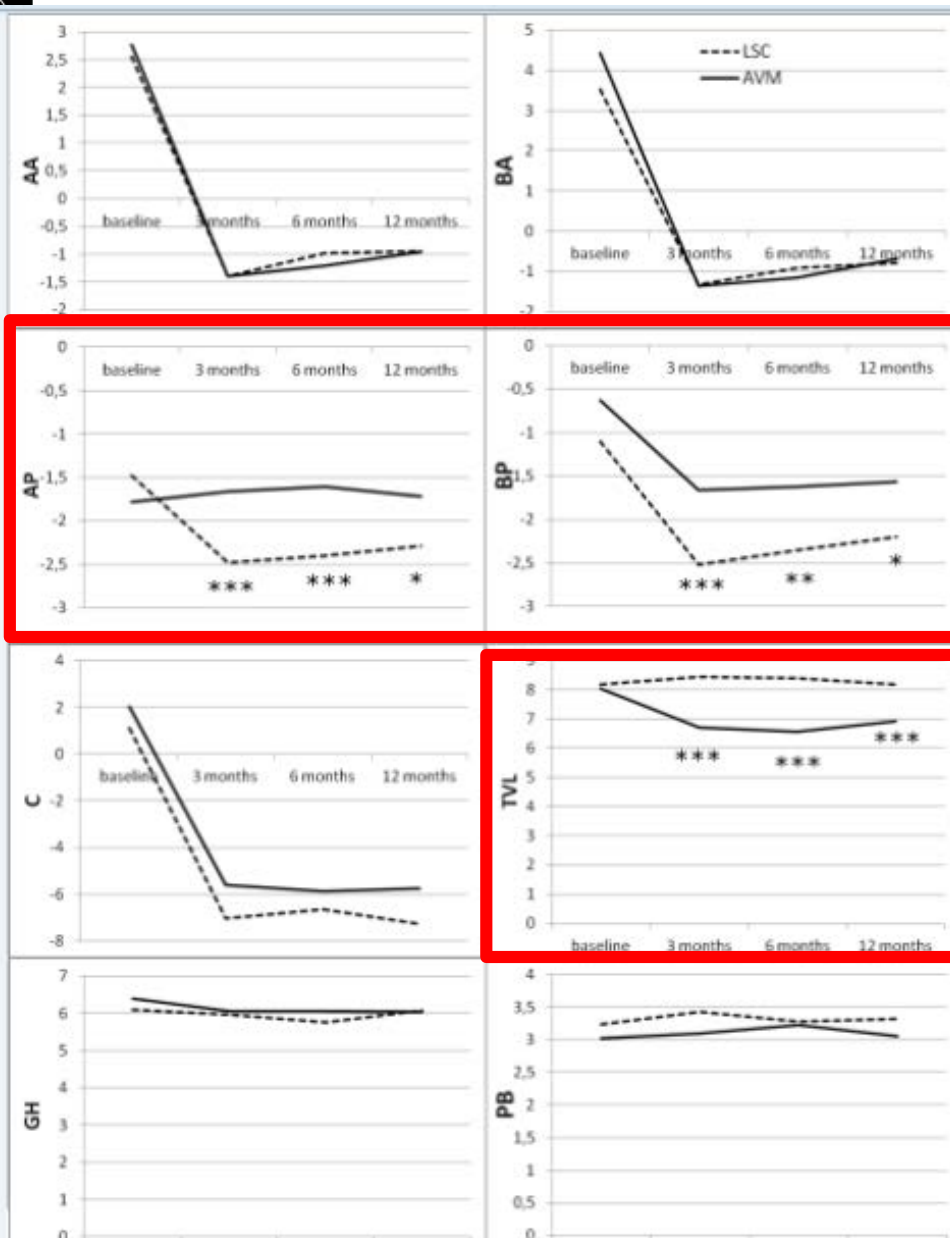 3
2,5
2
1,5
1
0,5
0
-0,5
-1
-1,5
-2
AA
baseline
3 months
6 months
12 months
5
4
3
2
1
0
-1
-2
BA
LSC
AVM
baseline
3 months
6 months
12 months
0
-0,5
-1
-1,5
-2
-2,5
-3
AP
baseline
3 months
6 months
12 months
***
***
*
0
-0,5
-1
-1,5
-2
-2,5
-3
BP
baseline
3 months
6 months
12 months
***
**
*
4
2
0
-2
-4
-6
-8
C
baseline
3 months
6 months
12 months
8
7
6
5
4
3
2
1
0
TVL
***
***
***
baseline
3 months
6 months
12 months
7
6
5
4
3
2
1
0
GH
4
3,5
3
2,5
2
1,5
1
0,5
0
PB